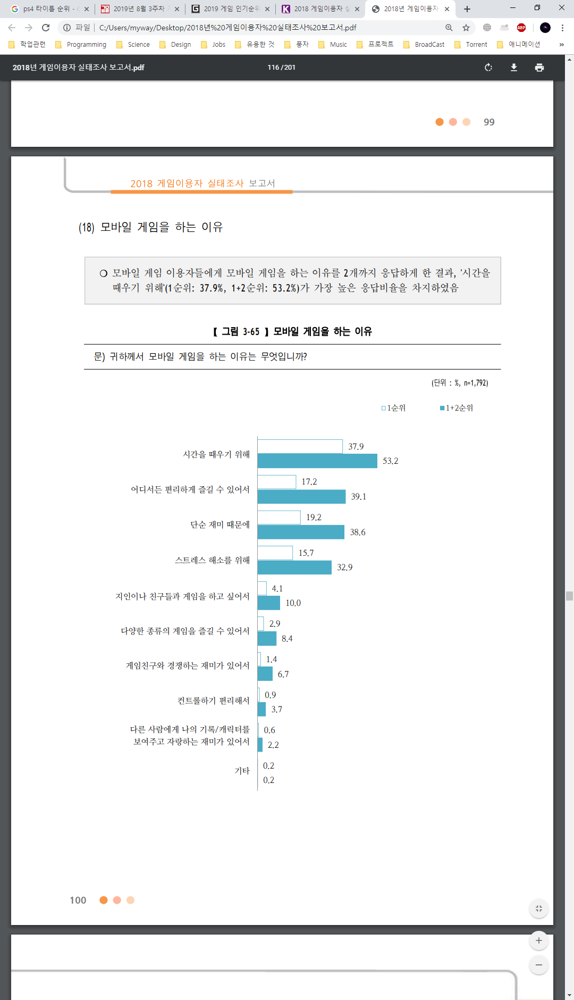 ps4 타이틀 순위 -
2019년 8월 3주차
2019 게임 인기순위
2018 게임이용자
2018년 게임이용자
파일 | C:/Users/myway/Desktop/2018년%20게임이용자%20실태조사%20보고서.pdf
ABP
학업관련 Programming Science Design Jobs 유용한 것 풍자 Music 프로젝트 BroadCast Torrent 애니메이션 »
2018년 게임이용자 실태조사 보고서.pdf 116 / 201
99
2018 게임이용자 실태조사 보고서
(18) 모바일 게임을 하는 이유
❍ 모바일 게임 이용자들에게 모바일 게임을 하는 이유를 2개까지 응답하게 한 결과, '시간을
때우기 위해'(1순위: 37.9%, 1+2순위: 53.2%)가 가장 높은 응답비율을 차지하였음
【 그림 3-65 】 모바일 게임을 하는 이유
문) 귀하께서 모바일 게임을 하는 이유는 무엇입니까?
(단위 : %, n=1,792)
1순위 1+2순위
시간을 때우기 위해 37.9
53.2
어디서든 편리하게 즐길 수 있어서 17.2
39.1
단순 재미 때문에 19.2
38.6
스트레스 해소를 위해 15.7
32.9
지인이나 친구들과 게임을 하고 싶어서 4.1
10.0
다양한 종류의 게임을 즐길 수 있어서 2.9
8.4
게임친구와 경쟁하는 재미가 있어서 1.4
6.7
컨트롤하기 편리해서 0.9
3.7
다른 사람에게 나의 기록/캐릭터를
보여주고 자랑하는 재미가 있어서 0.6
2.2
기타 0.2
0.2
100